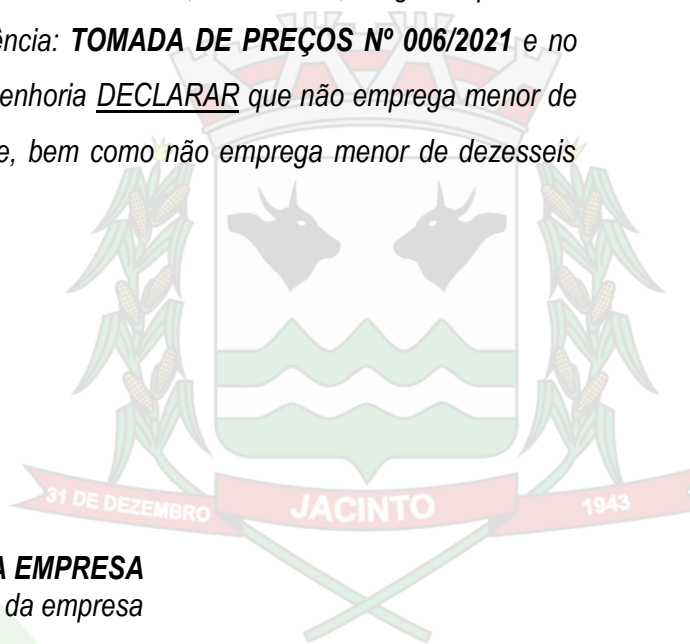 ência: TOMADA DE PREÇOS Nº 006/2021 e no
enhoria DECLARAR que não emprega menor de
e, bem como não emprega menor de dezesseis
31 DE DEZEMBRO JACINTO 1943
A EMPRESA
da empresa